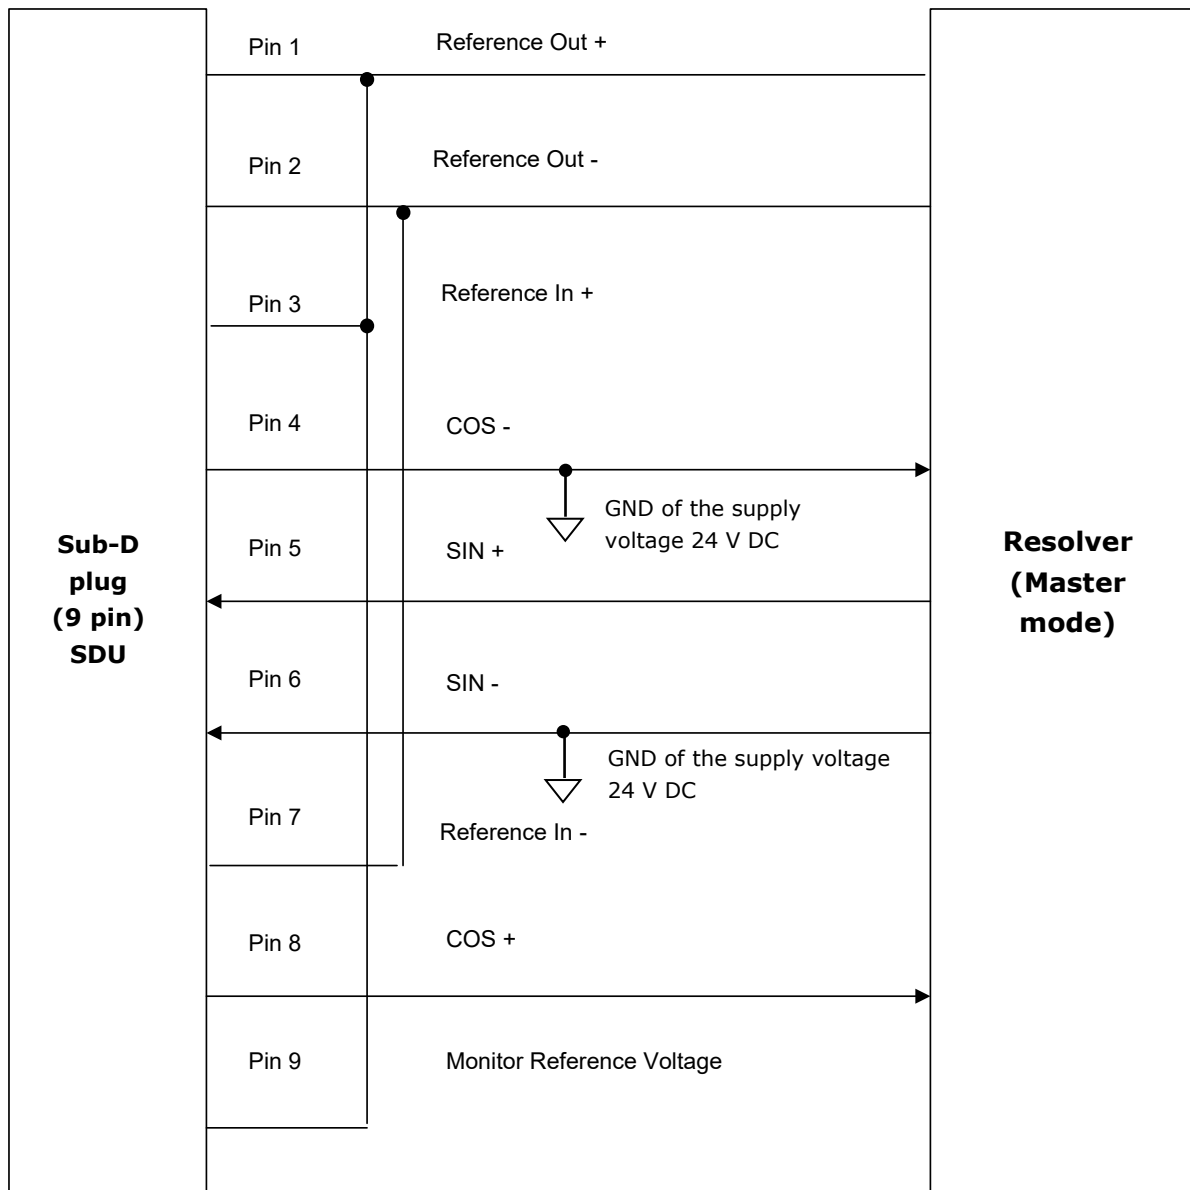 Pin 1
Reference Out +
Pin 2
Reference Out -
Pin 3
Reference In +
Pin 4
COS -
GND of the supply
voltage 24 V DC
Sub-D
plug
(9 pin)
SDU
Pin 5
SIN +
Resolver
(Master
mode)
Pin 6
SIN -
GND of the supply voltage
24 V DC
Pin 7
Reference In -
Pin 8
COS +
Pin 9
Monitor Reference Voltage